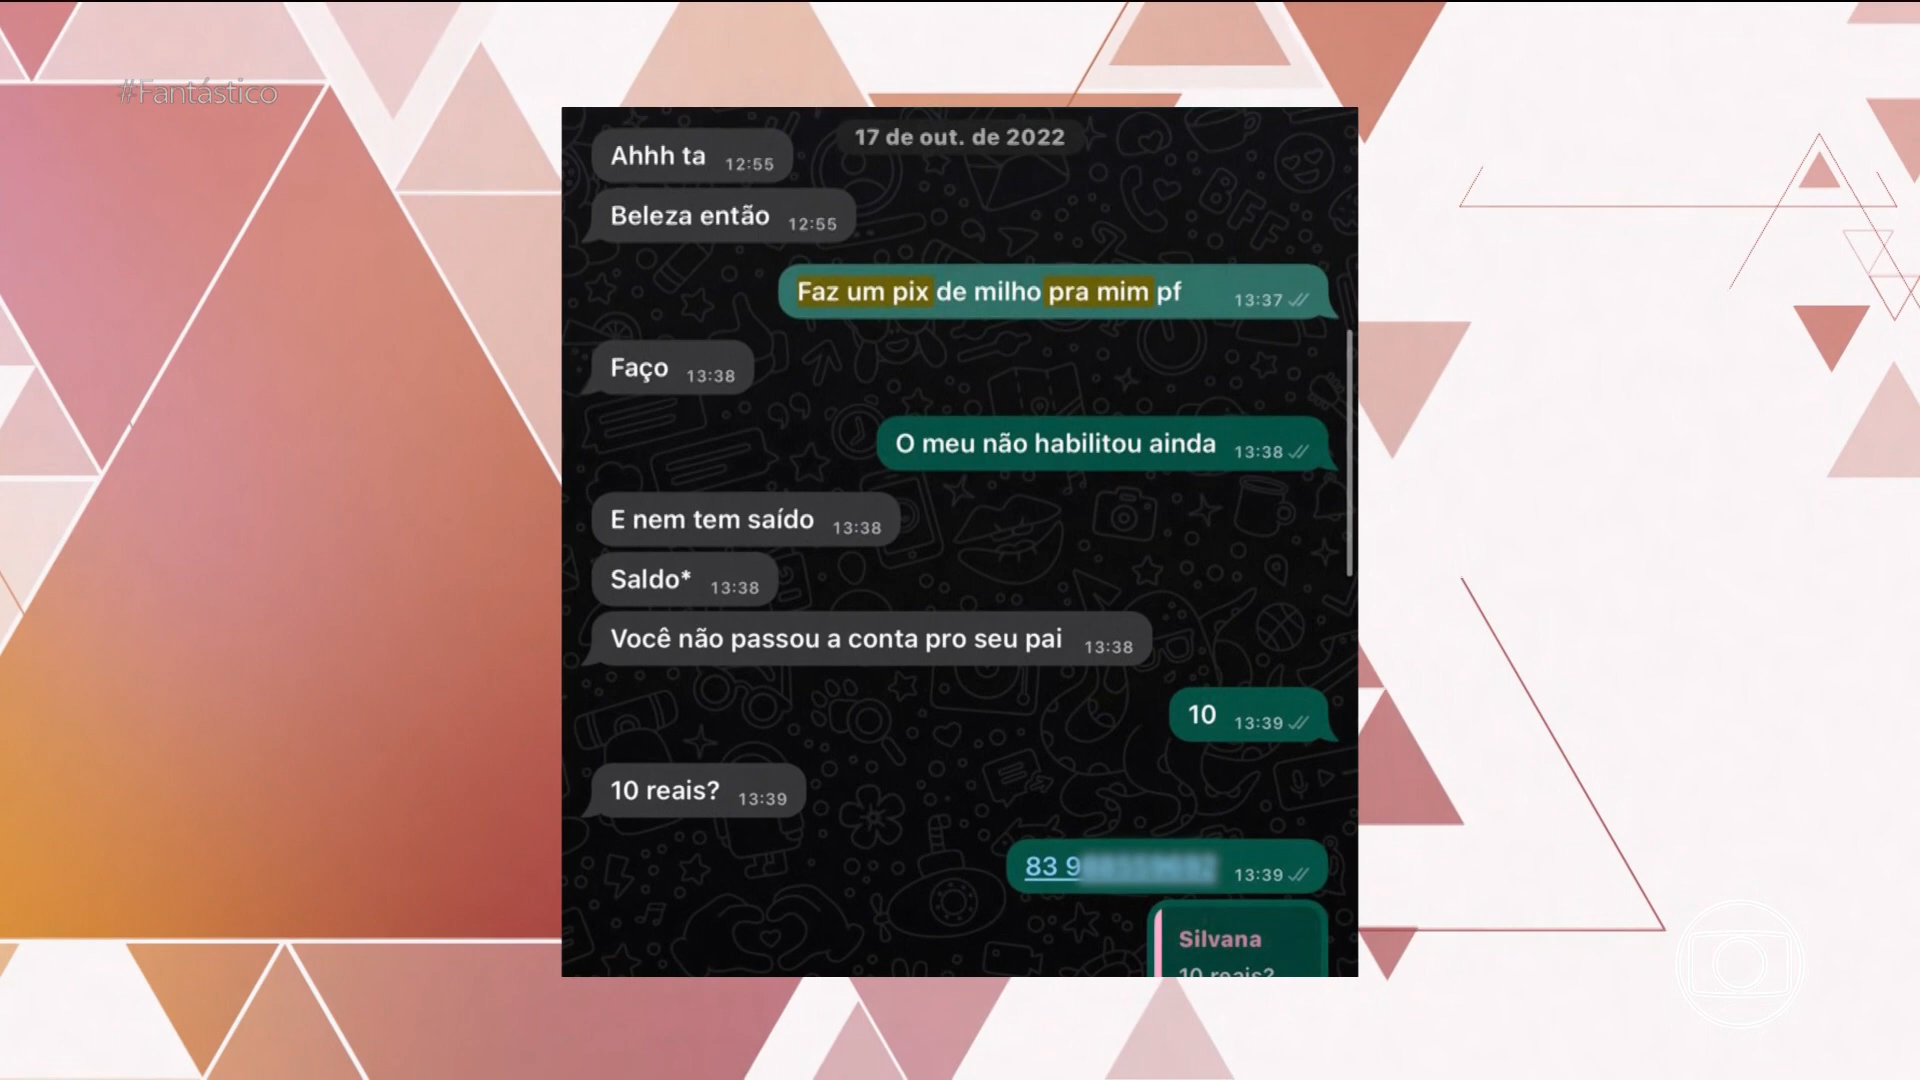 #Fantástico
17 de out. de 2022
Ahhh ta 12:55
Beleza então 12:55
Faz um pix de milho pra mim pf 13:37
Faço 13:38
O meu não habilitou ainda 13:38
E nem tem saído 13:38
Saldo* 13:38
Você não passou a conta pro seu pai 13:38
10 13:39
10 reais? 13:39
83 9 13:39
Silvana
10 reais?